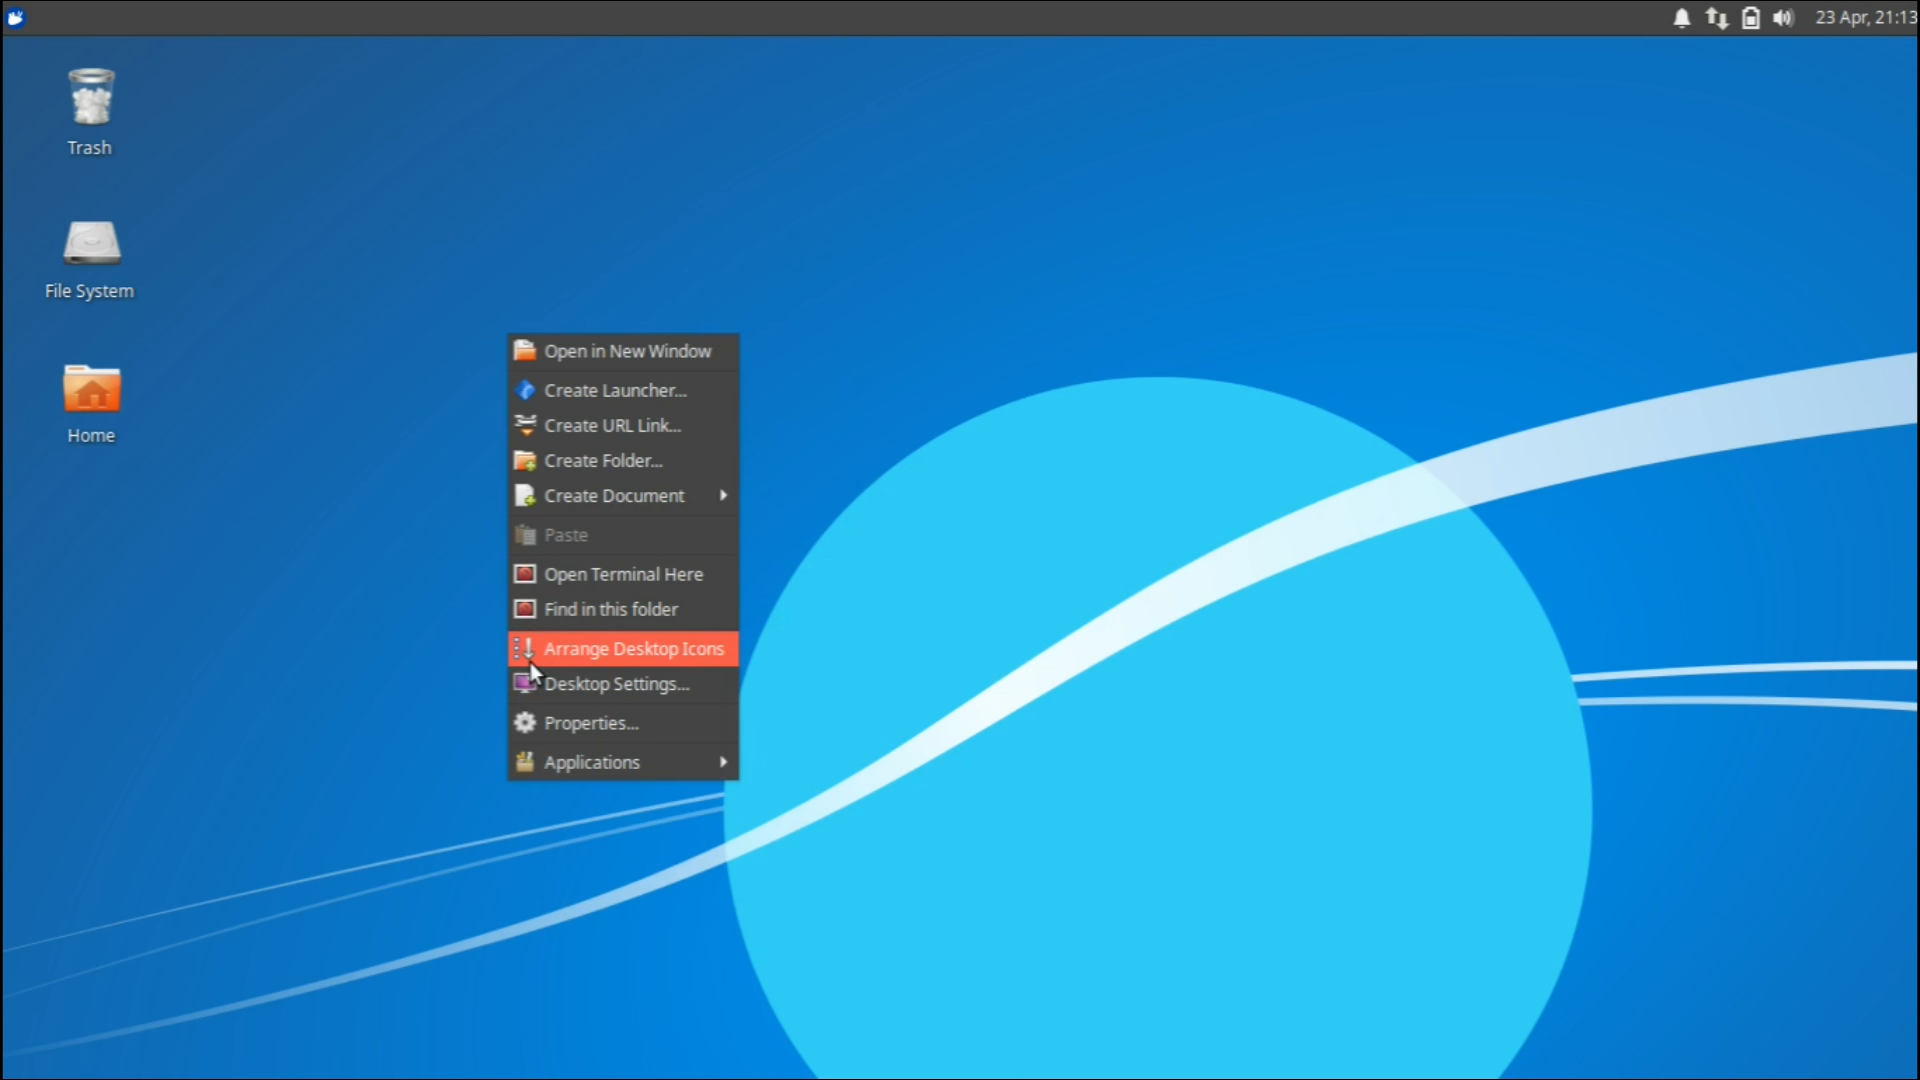 23 Apr, 21:13
Trash
File System
Home
Open in New Window
Create Launcher...
Create URL Link...
Create Folder...
Create Document
Paste
Open Terminal Here
Find in this folder
Arrange Desktop Icons
Desktop Settings...
Properties...
Applications